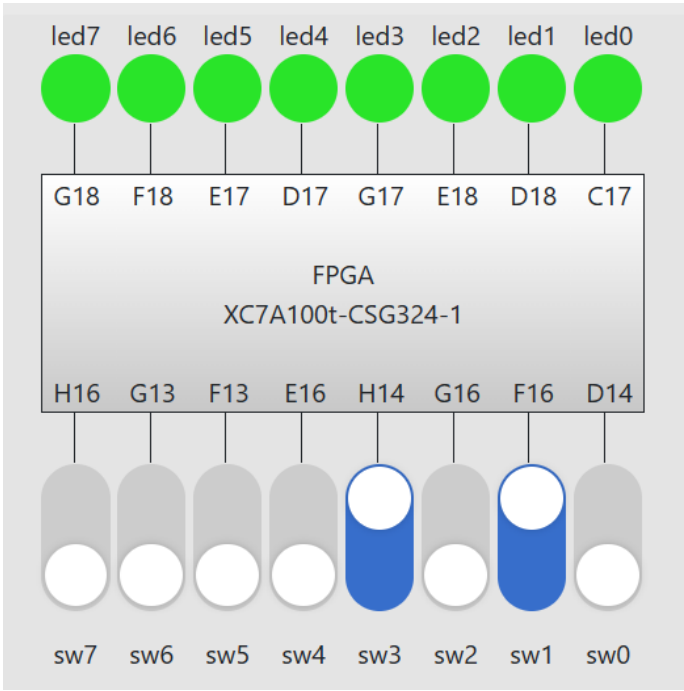 led7 led6 led5 led4 led3 led2 led1 led0
G18 F18 E17 D17 G17 E18 D18 C17
FPGA
XC7A100t-CSG324-1
H16 G13 F13 E16 H14 G16 F16 D14
sw7 sw6 sw5 sw4 sw3 sw2 sw1 sw0